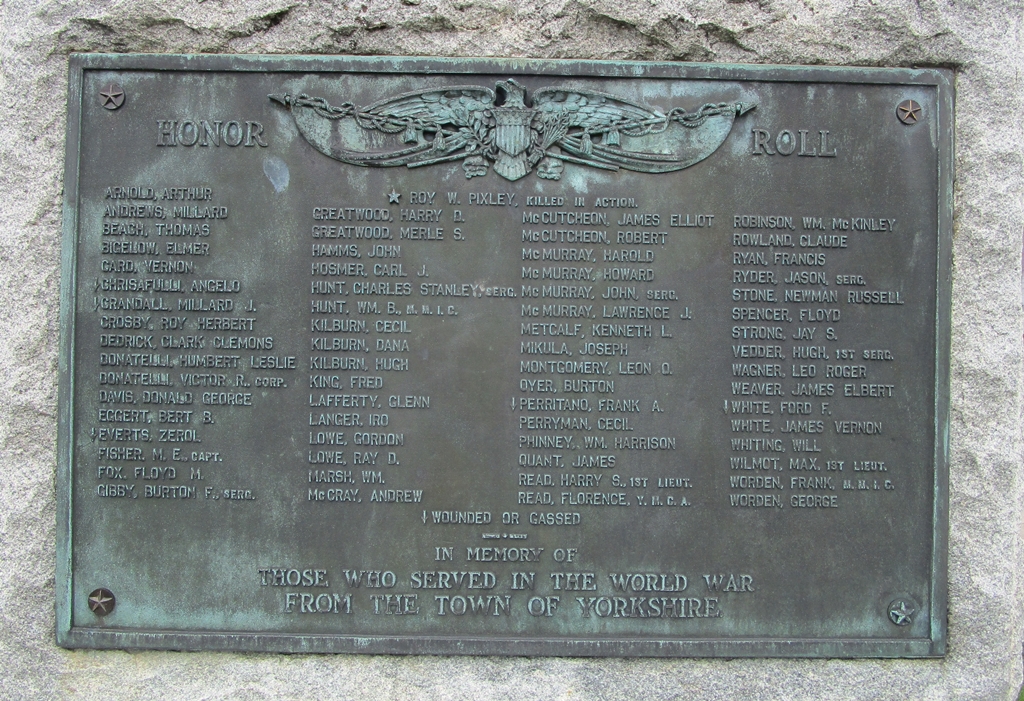 HONOR ROLL
★ ROY W. PIXLEY, KILLED IN ACTION.
ARNOLD, ARTHUR
ANDREWS, MILLARD
BEACH, THOMAS
BIGELOW, ELMER
CARD, VERNON
CHRISAFULLI, ANGELO
CRANDALL, MILLARD J.
CROSBY, ROY HERBERT
DEDRICK, CLARK CLEMONS
DONATELLI, HUMBERT LESLIE
DONATELLI, VICTOR R., CORP.
DAVIS, DONALD GEORGE
EGGERT, BERT B.
EVERTS, ZEROL
FISHER, M. E., CAPT.
FOX, FLOYD M.
GIBBY, BURTON F., SERG.
GREATWOOD, HARRY D.
GREATWOOD, MERLE S.
HAMMS, JOHN
HOSMER, CARL J.
HUNT, CHARLES STANLEY, SERG.
HUNT, WM. B., M. M. 1. C.
KILBURN, CECIL
KILBURN, DANA
KILBURN, HUGH
KING, FRED
LAFFERTY, GLENN
LANGER, IRO
LOWE, GORDON
LOWE, RAY D.
MARSH, WM.
McCRAY, ANDREW
McCUTCHEON, JAMES ELLIOT
McCUTCHEON, ROBERT
McMURRAY, HAROLD
McMURRAY, HOWARD
McMURRAY, JOHN, SERG.
McMURRAY, LAWRENCE J.
METCALF, KENNETH L.
MIKULA, JOSEPH
MONTGOMERY, LEON O.
OYER, BURTON
PERRITANO, FRANK A.
PERRYMAN, CECIL
PHINNEY, WM. HARRISON
QUANT, JAMES
READ, HARRY S., 1ST LIEUT.
READ, FLORENCE, Y. M. C. A.
ROBINSON, WM. McKINLEY
ROWLAND, CLAUDE
RYAN, FRANCIS
RYDER, JASON, SERG.
STONE, NEWMAN RUSSELL
SPENCER, FLOYD
STRONG, JAY S.
VEDDER, HUGH, 1ST SERG.
WAGNER, LEO ROGER
WEAVER, JAMES ELBERT
WHITE, FORD F.
WHITE, JAMES VERNON
WHITING, WILL
WILMOT, MAX, 1ST LIEUT.
WORDEN, FRANK, M. M. 1. C.
WORDEN, GEORGE
WOUNDED OR GASSED
IN MEMORY OF
THOSE WHO SERVED IN THE WORLD WAR
FROM THE TOWN OF YORKSHIRE